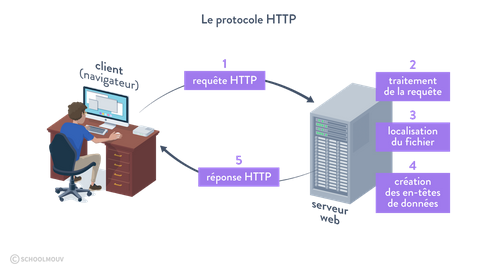 Le protocole HTTP
client
(navigateur)
1
requête HTTP
2
traitement
de la requête
3
localisation
du fichier
4
création
des en-têtes
de données
5
réponse HTTP
serveur
web
© SCHOOLMOUV